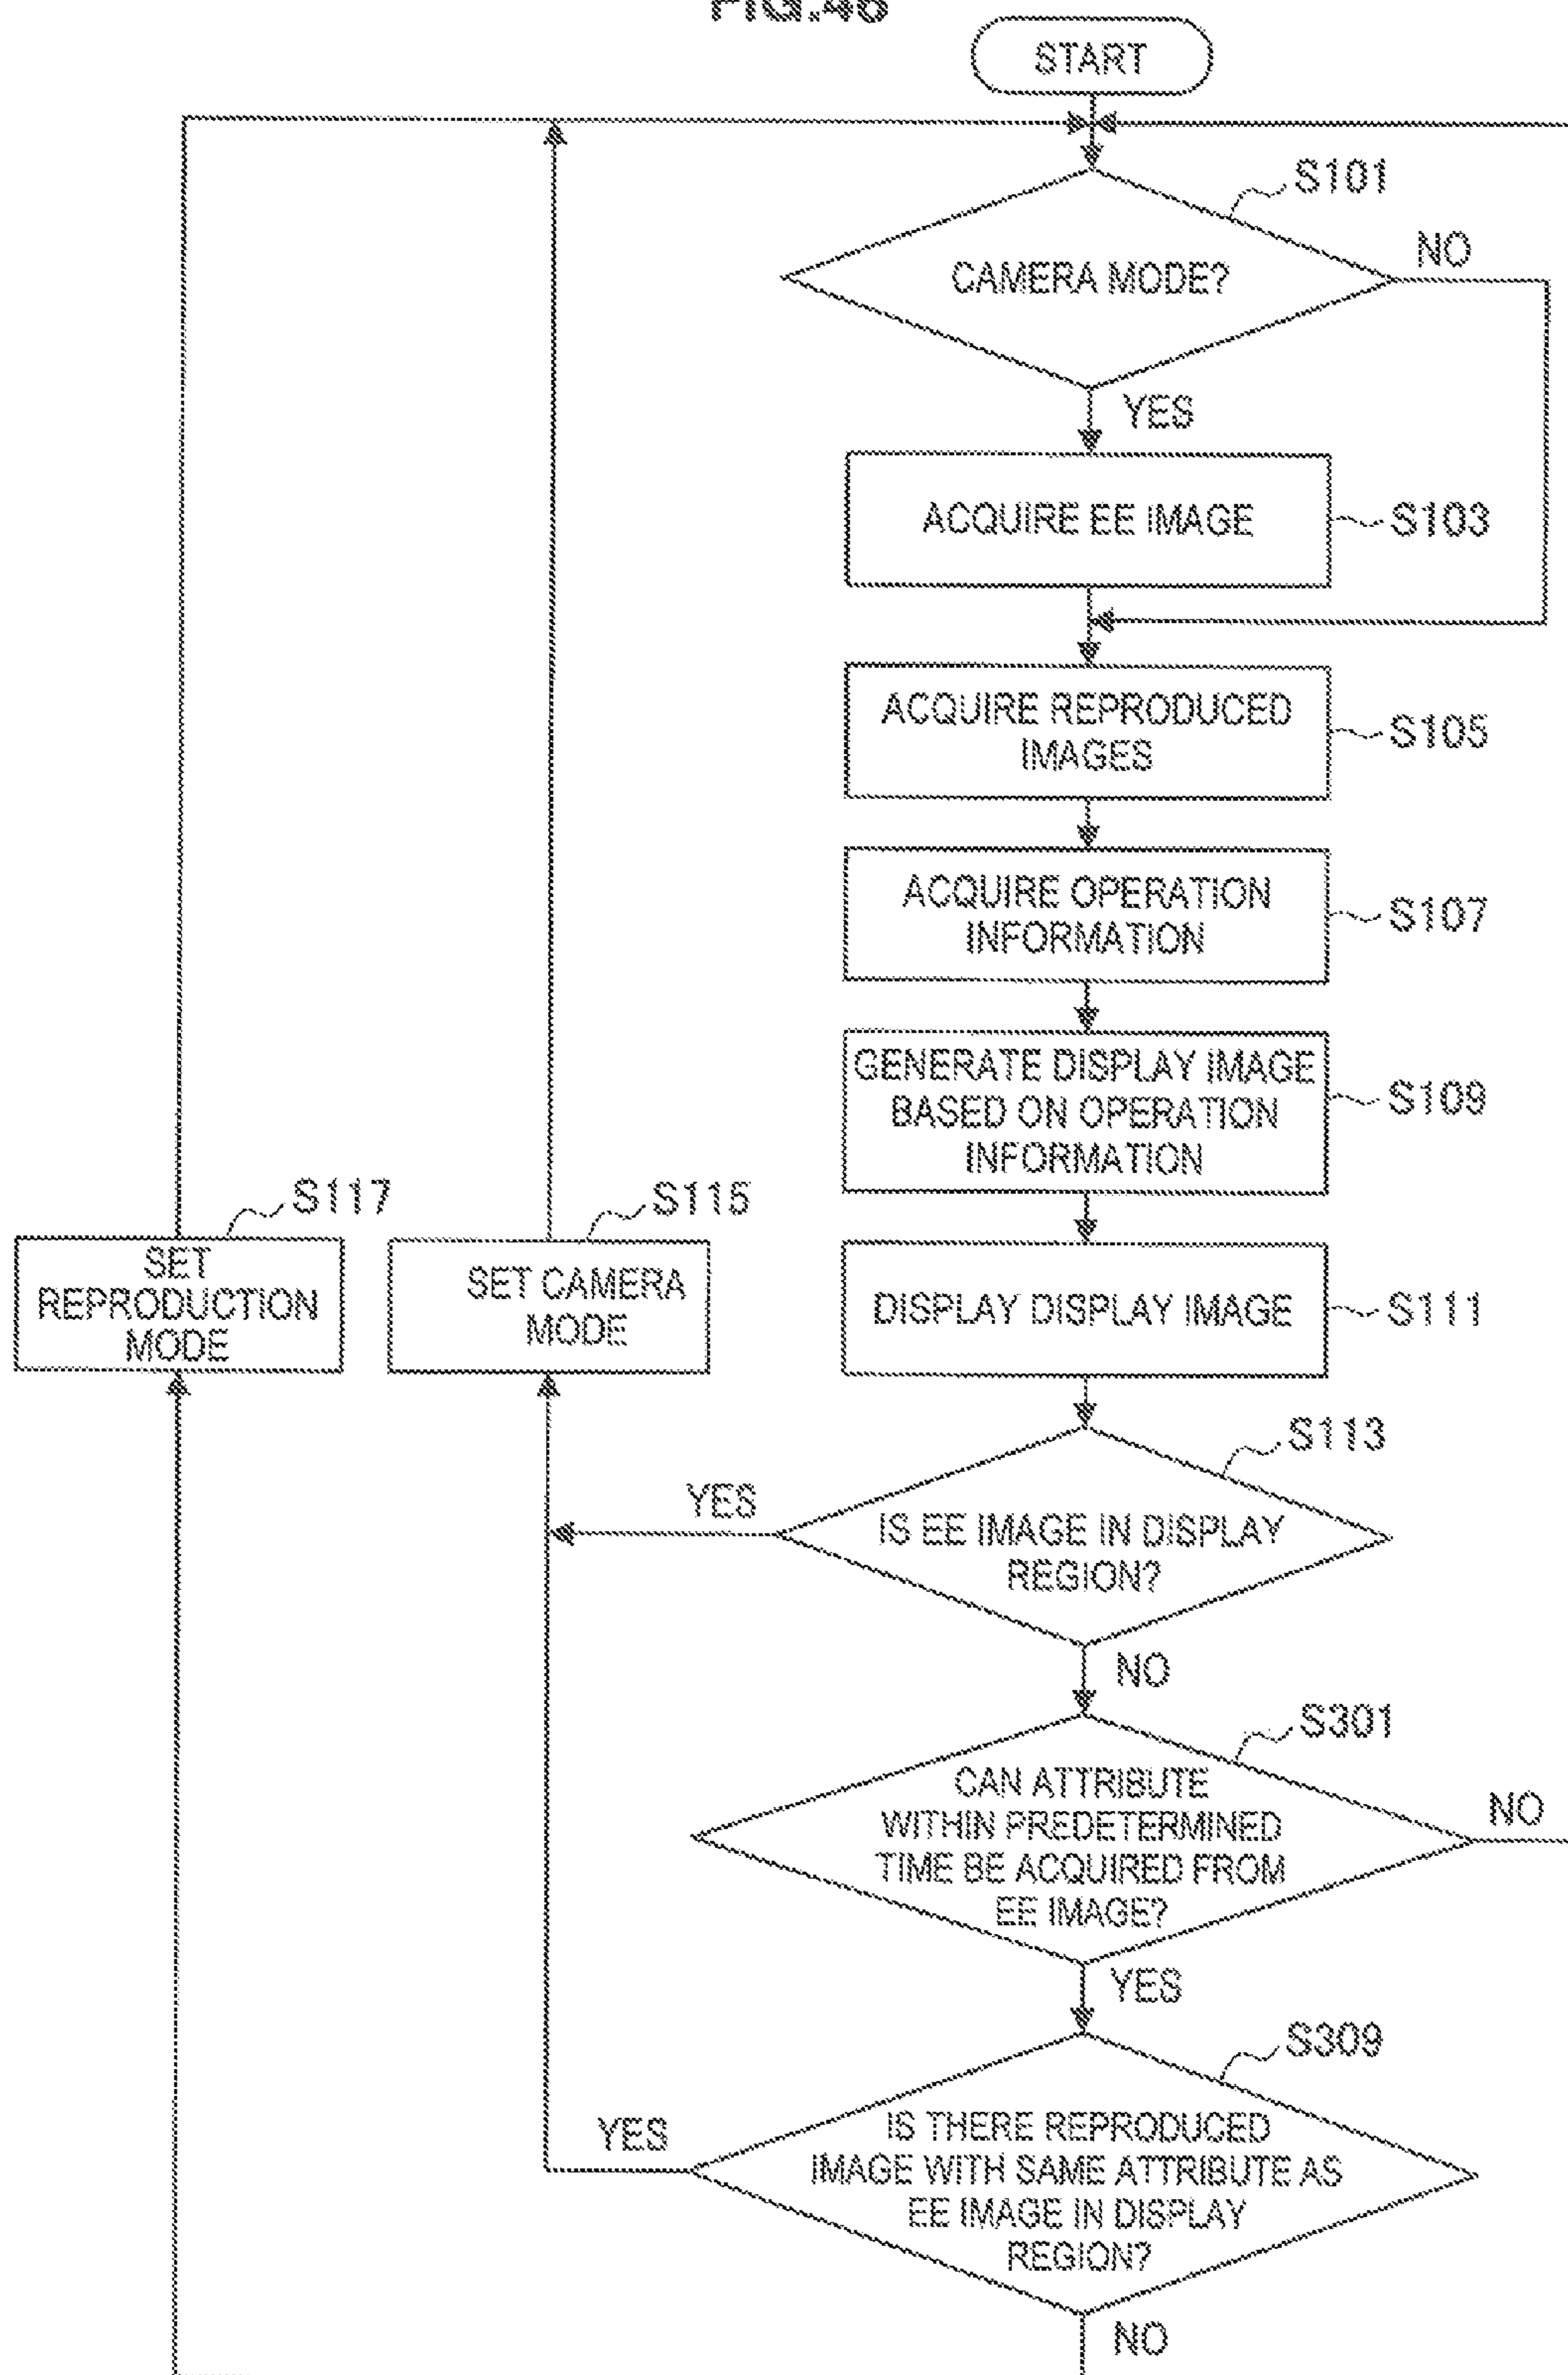 FIG.46
START
S101
CAMERA MODE?
NO
YES
ACQUIRE EE IMAGE
S103
ACQUIRE REPRODUCED
IMAGES
S105
ACQUIRE OPERATION
INFORMATION
S107
GENERATE DISPLAY IMAGE
BASED ON OPERATION
INFORMATION
S109
S117
SET
REPRODUCTION
MODE
S115
SET CAMERA
MODE
DISPLAY DISPLAY IMAGE
S111
S113
YES
IS EE IMAGE IN DISPLAY
REGION?
NO
S301
CAN ATTRIBUTE
WITHIN PREDETERMINED
TIME BE ACQUIRED FROM
EE IMAGE?
NO
YES
S309
YES
IS THERE REPRODUCED
IMAGE WITH SAME ATTRIBUTE AS
EE IMAGE IN DISPLAY
REGION?
NO